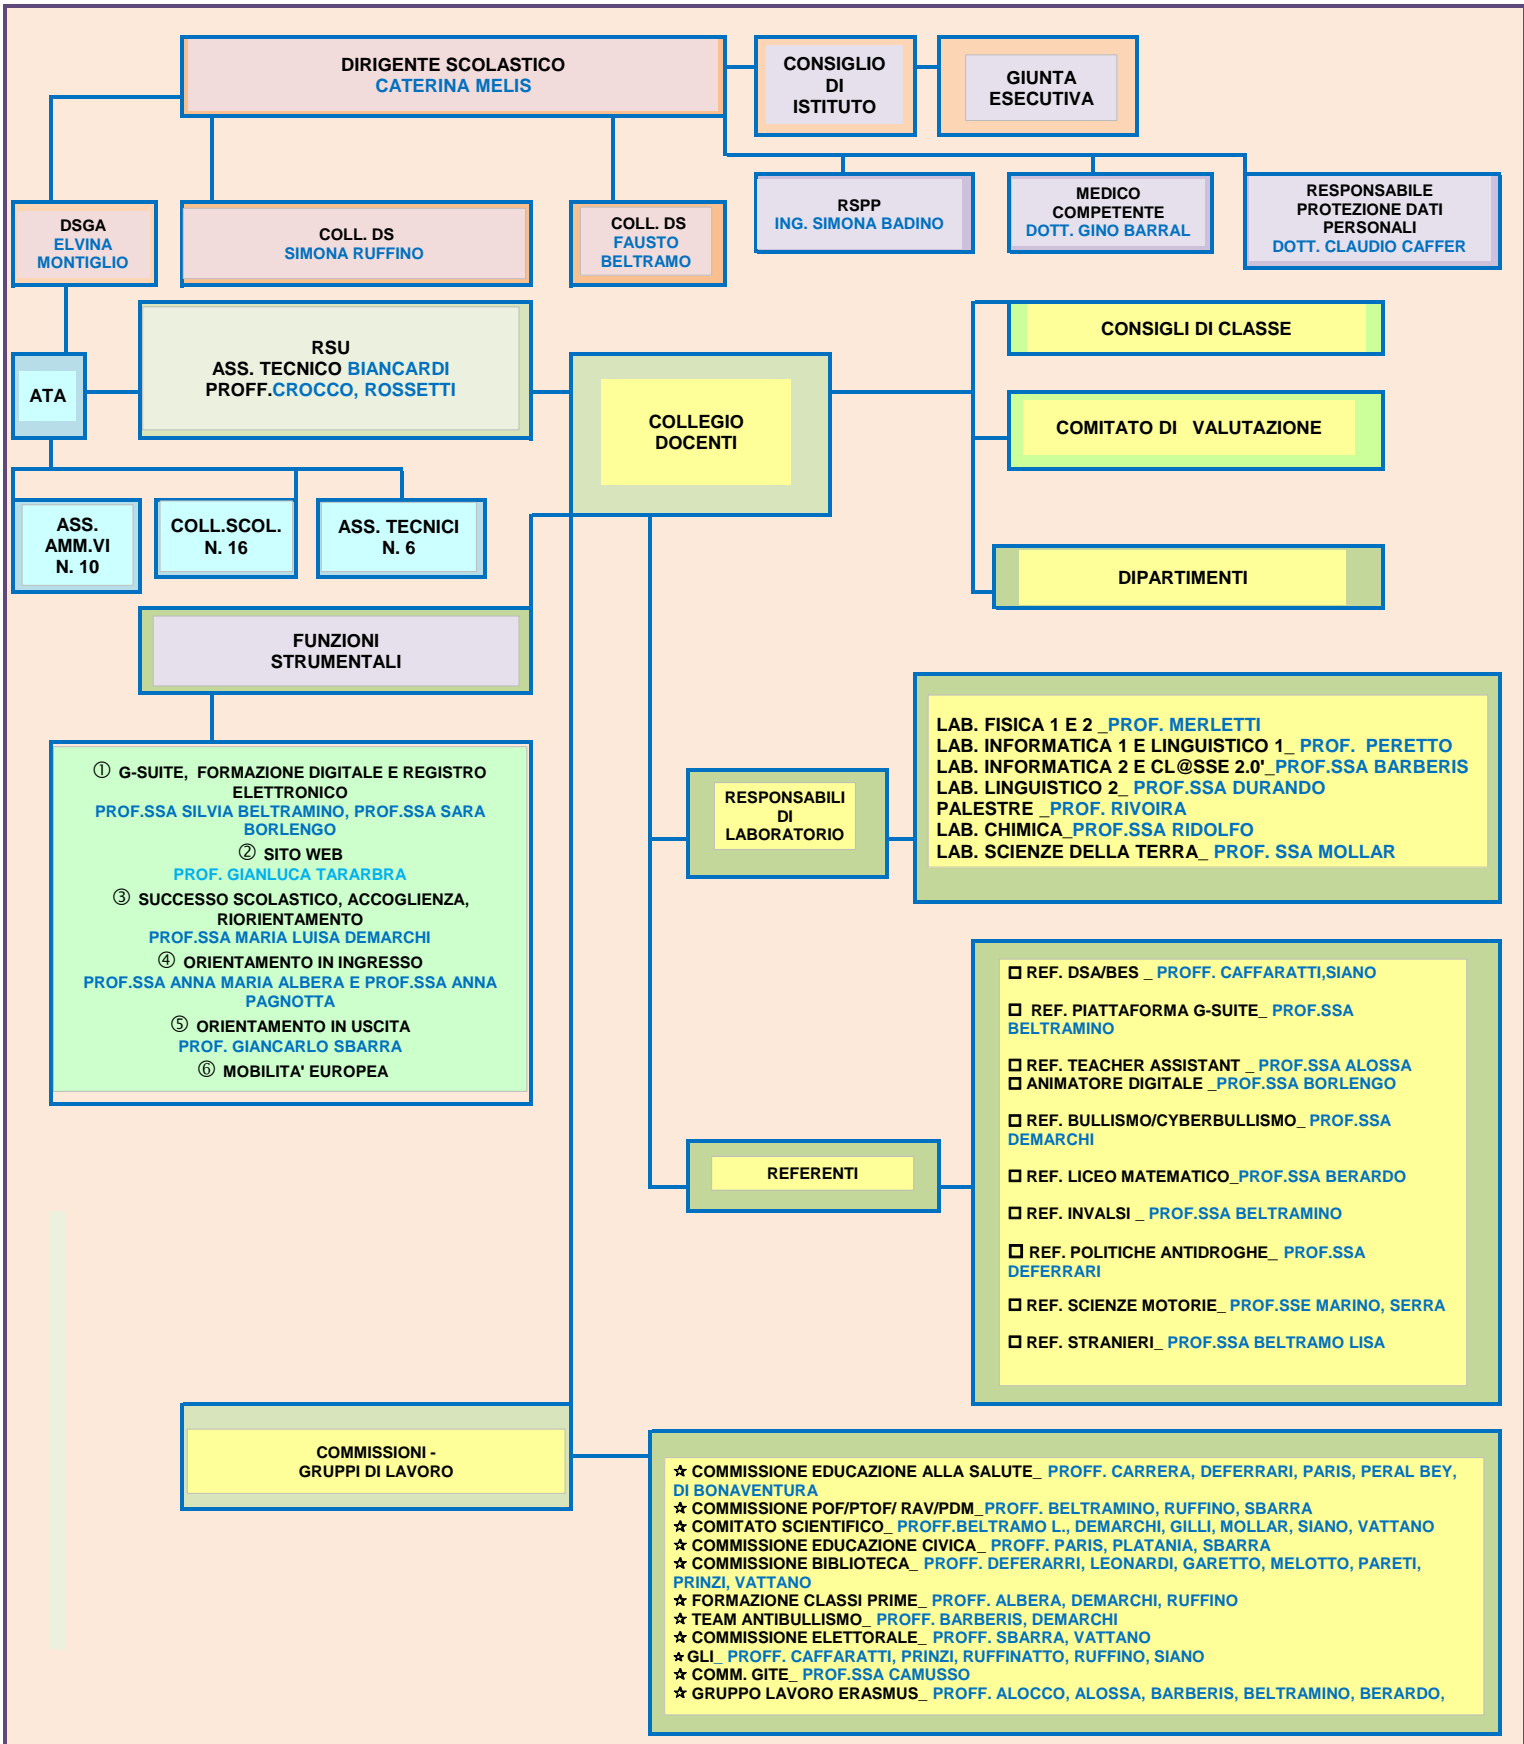 DIRIGENTE SCOLASTICO
CATERINA MELIS
CONSIGLIO
DI
ISTITUTO
GIUNTA
ESECUTIVA
DSGA
ELVINA
MONTIGLIO
COLL. DS
SIMONA RUFFINO
COLL. DS
FAUSTO
BELTRAMO
RSPP
ING. SIMONA BADINO
MEDICO
COMPETENTE
DOTT. GINO BARRAL
RESPONSABILE
PROTEZIONE DATI
PERSONALI
DOTT. CLAUDIO CAFFER
ATA
RSU
ASS. TECNICO BIANCARDI
PROFF.CROCCO, ROSSETTI
COLLEGIO
DOCENTI
CONSIGLI DI CLASSE
COMITATO DI VALUTAZIONE
DIPARTIMENTI
ASS.
AMM.VI
N. 10
COLL.SCOL.
N. 16
ASS. TECNICI
N. 6
FUNZIONI
STRUMENTALI
① G-SUITE, FORMAZIONE DIGITALE E REGISTRO
ELETTRONICO
PROF.SSA SILVIA BELTRAMINO, PROF.SSA SARA
BORLENGO
② SITO WEB
PROF. GIANLUCA TARARBRA
③ SUCCESSO SCOLASTICO, ACCOGLIENZA,
RIORIENTAMENTO
PROF.SSA MARIA LUISA DEMARCHI
④ ORIENTAMENTO IN INGRESSO
PROF.SSA ANNA MARIA ALBERA E PROF.SSA ANNA
PAGNOTTA
⑤ ORIENTAMENTO IN USCITA
PROF. GIANCARLO SBARRA
⑥ MOBILITA' EUROPEA
RESPONSABILI
DI
LABORATORIO
LAB. FISICA 1 E 2 _PROF. MERLETTI
LAB. INFORMATICA 1 E LINGUISTICO 1_ PROF. PERETTO
LAB. INFORMATICA 2 E CL@SSE 2.0'_PROF.SSA BARBERIS
LAB. LINGUISTICO 2_ PROF.SSA DURANDO
PALESTRE _PROF. RIVOIRA
LAB. CHIMICA_PROF.SSA RIDOLFO
LAB. SCIENZE DELLA TERRA_ PROF. SSA MOLLAR
REFERENTI
☐ REF. DSA/BES _ PROFF. CAFFARATTI,SIANO
☐ REF. PIATTAFORMA G-SUITE_ PROF.SSA
BELTRAMINO
☐ REF. TEACHER ASSISTANT _ PROF.SSA ALOSSA
☐ ANIMATORE DIGITALE _PROF.SSA BORLENGO
☐ REF. BULLISMO/CYBERBULLISMO_ PROF.SSA
DEMARCHI
☐ REF. LICEO MATEMATICO_PROF.SSA BERARDO
☐ REF. INVALSI _ PROF.SSA BELTRAMINO
☐ REF. POLITICHE ANTIDROGHE_ PROF.SSA
DEFERRARI
☐ REF. SCIENZE MOTORIE_ PROF.SSE MARINO, SERRA
☐ REF. STRANIERI_ PROF.SSA BELTRAMO LISA
COMMISSIONI -
GRUPPI DI LAVORO
☆ COMMISSIONE EDUCAZIONE ALLA SALUTE_ PROFF. CARRERA, DEFERRARI, PARIS, PERAL BEY,
DI BONAVENTURA
☆ COMMISSIONE POF/PTOF/ RAV/PDM_PROFF. BELTRAMINO, RUFFINO, SBARRA
☆ COMITATO SCIENTIFICO_ PROFF.BELTRAMO L., DEMARCHI, GILLI, MOLLAR, SIANO, VATTANO
☆ COMMISSIONE EDUCAZIONE CIVICA_ PROFF. PARIS, PLATANIA, SBARRA
☆ COMMISSIONE BIBLIOTECA_ PROFF. DEFERARRI, LEONARDI, GARETTO, MELOTTO, PARETI,
PRINZI, VATTANO
☆ FORMAZIONE CLASSI PRIME_ PROFF. ALBERA, DEMARCHI, RUFFINO
☆ TEAM ANTIBULLISMO_ PROFF. BARBERIS, DEMARCHI
☆ COMMISSIONE ELETTORALE_ PROFF. SBARRA, VATTANO
☆ GLI_ PROFF. CAFFARATTI, PRINZI, RUFFINATTO, RUFFINO, SIANO
☆ COMM. GITE_ PROF.SSA CAMUSSO
☆ GRUPPO LAVORO ERASMUS_ PROFF. ALOCCO, ALOSSA, BARBERIS, BELTRAMINO, BERARDO,